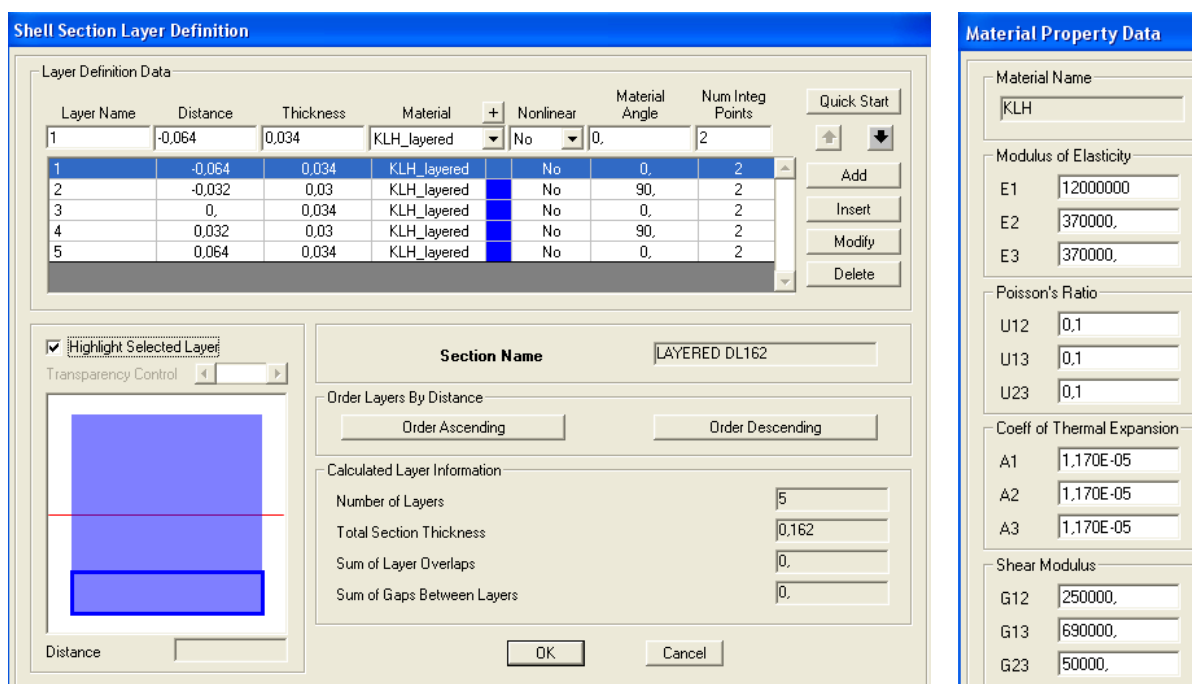 Shell Section Layer Definition
Layer Definition Data
Layer Name Distance Thickness Material + Nonlinear Material Angle Num Integ Points
1 -0,064 0,034 KLH_layered No 0, 2
1 -0,064 0,034 KLH_layered No 0, 2
2 -0,032 0,03 KLH_layered No 90, 2
3 0, 0,034 KLH_layered No 0, 2
4 0,032 0,03 KLH_layered No 90, 2
5 0,064 0,034 KLH_layered No 0, 2
Quick Start
Add
Insert
Modify
Delete
Highlight Selected Layer
Transparency Control
Distance
Section Name LAYERED DL162
Order Layers By Distance
Order Ascending Order Descending
Calculated Layer Information
Number of Layers 5
Total Section Thickness 0,162
Sum of Layer Overlaps 0,
Sum of Gaps Between Layers 0,
OK Cancel
Material Property Data
Material Name
KLH
Modulus of Elasticity
E1 12000000
E2 370000,
E3 370000,
Poisson's Ratio
U12 0,1
U13 0,1
U23 0,1
Coeff of Thermal Expansion
A1 1,170E-05
A2 1,170E-05
A3 1,170E-05
Shear Modulus
G12 250000,
G13 690000,
G23 50000,